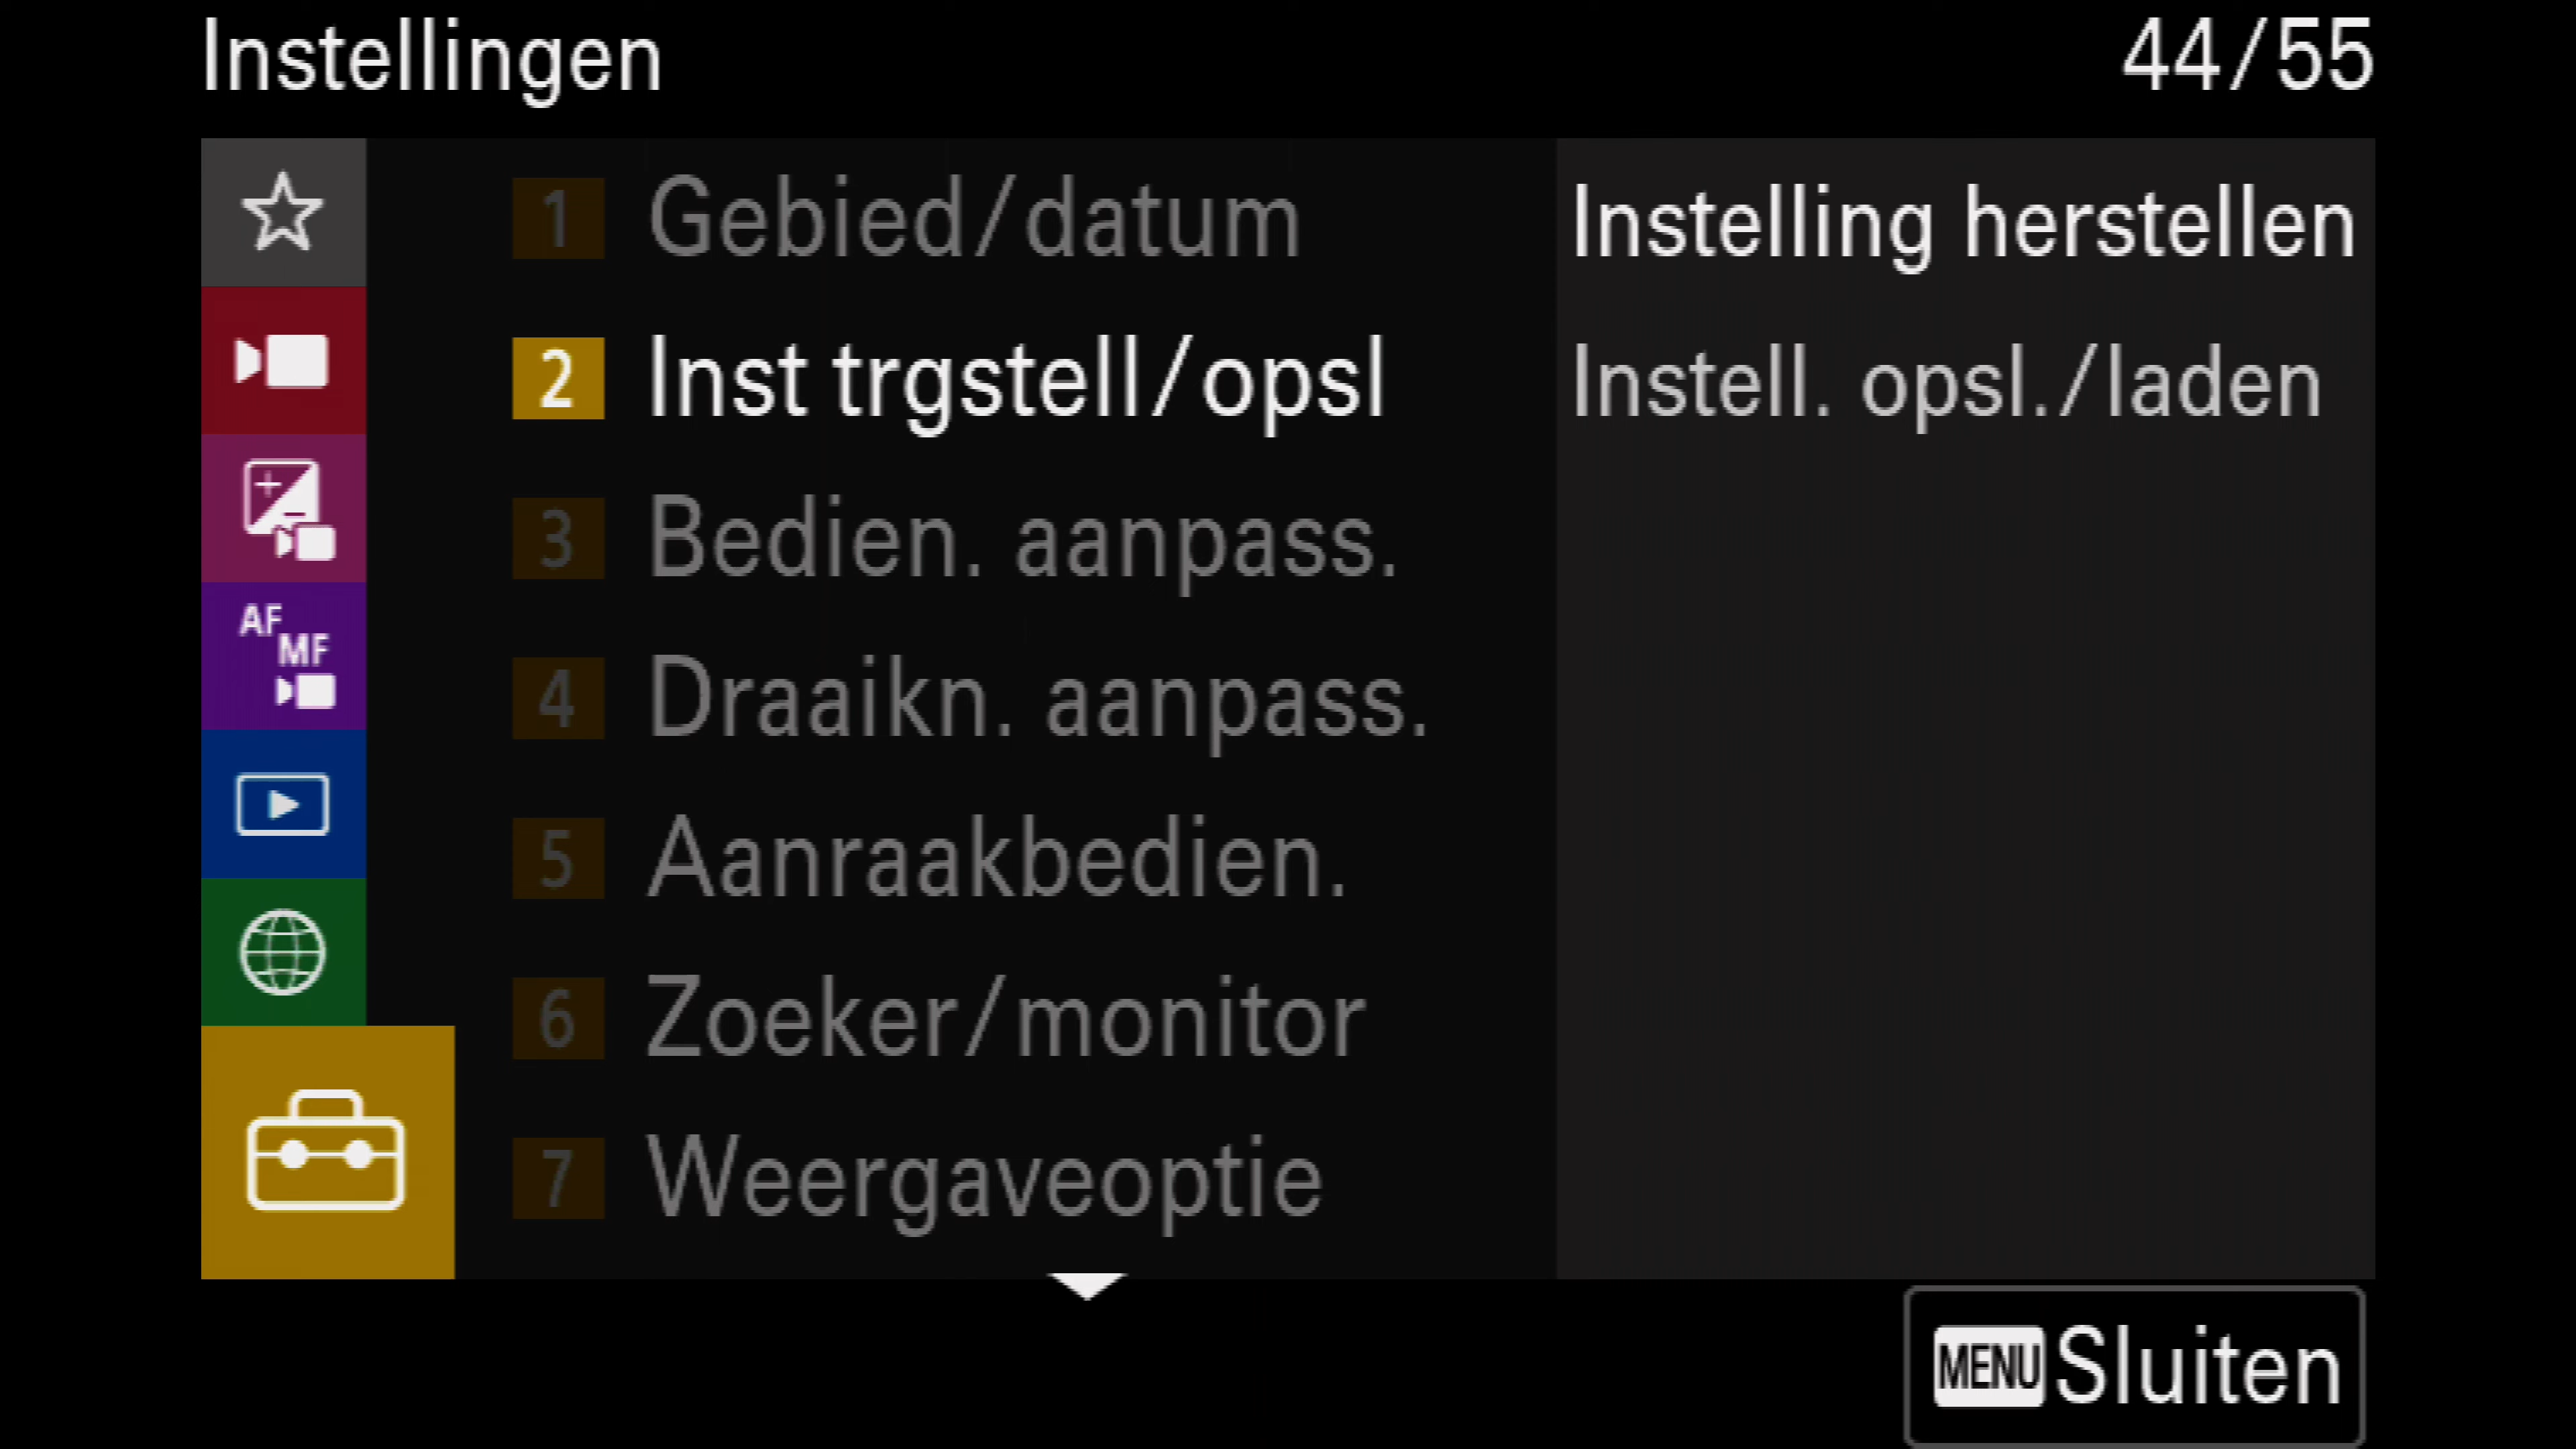 Instellingen 44/55
1 Gebied/datum
Instelling herstellen
2 Inst trgstell/opsl
Instell. opsl./laden
3 Bedien. aanpass.
AF
MF
4 Draaikn. aanpass.
5 Aanraakbedien.
6 Zoeker/monitor
7 Weergaveoptie
MENU Sluiten